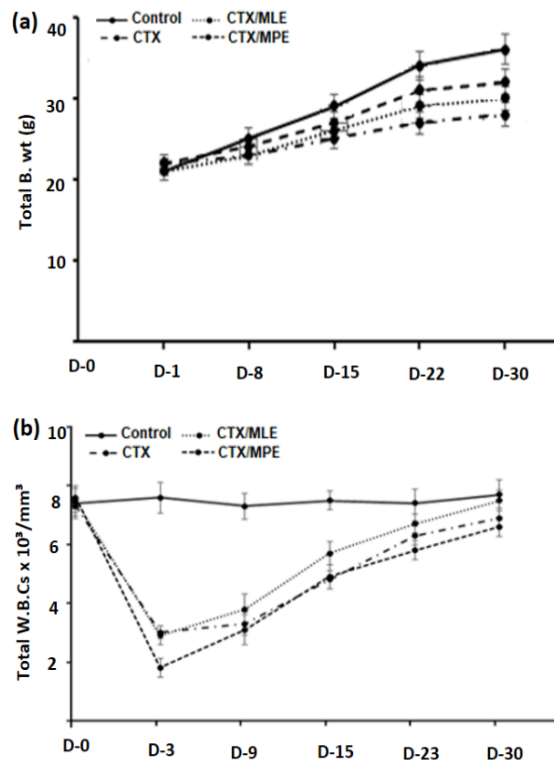 (a)
Control
CTX/MLE
CTX
CTX/MPE
Total B. wt (g)
40
30
20
10
D-0
D-1
D-8
D-15
D-22
D-30
(b)
Control
CTX/MLE
CTX
CTX/MPE
Total W.B.Cs x 10³/mm³
10
8
6
4
2
D-0
D-3
D-9
D-15
D-23
D-30